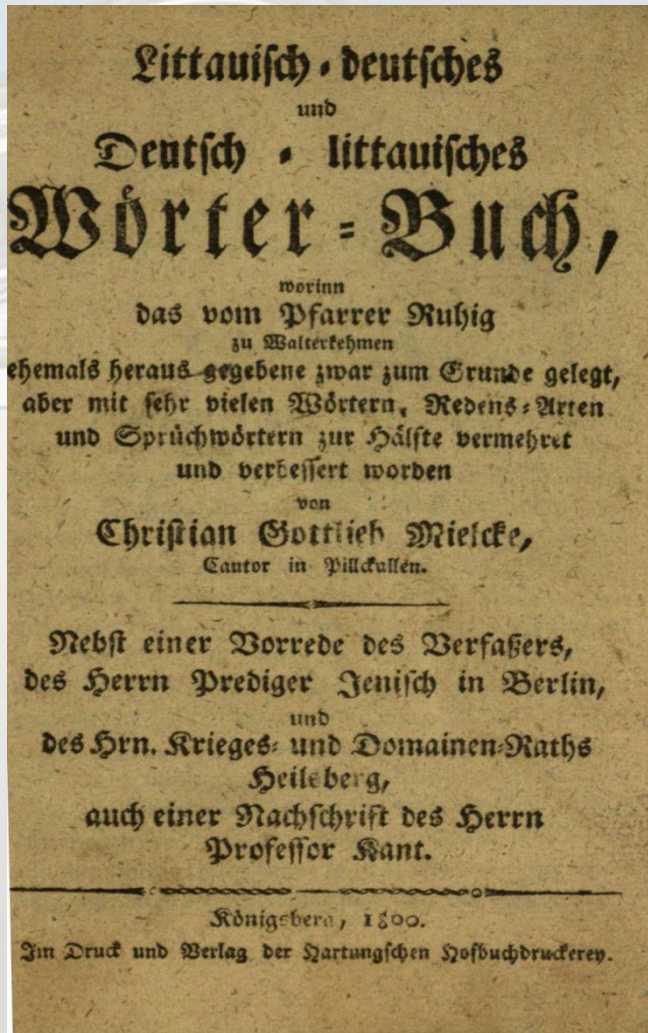 Littauisch-deutsches
und
Deutsch-littauisches
Wörter-Buch,
worinn
das vom Pfarrer Ruhig
zu Walterkehmen
ehemals heraus gegebene zwar zum Grunde gelegt,
aber mit sehr vielen Wörtern, Redens-Arten
und Sprüchwörtern zur Hälfte vermehret
und verbessert worden
von
Christian Gottlieb Mielcke,
Cantor in Pillckallen.
Nebst einer Vorrede des Verfaßers,
des Herrn Prediger Jenisch in Berlin,
und
des Hrn. Krieges- und Domainen-Raths
Heilsberg,
auch einer Nachschrift des Herrn
Professor Kant.
Königsberg, 1800.
Im Druck und Verlag der Hartungschen Hofbuchdruckerey.